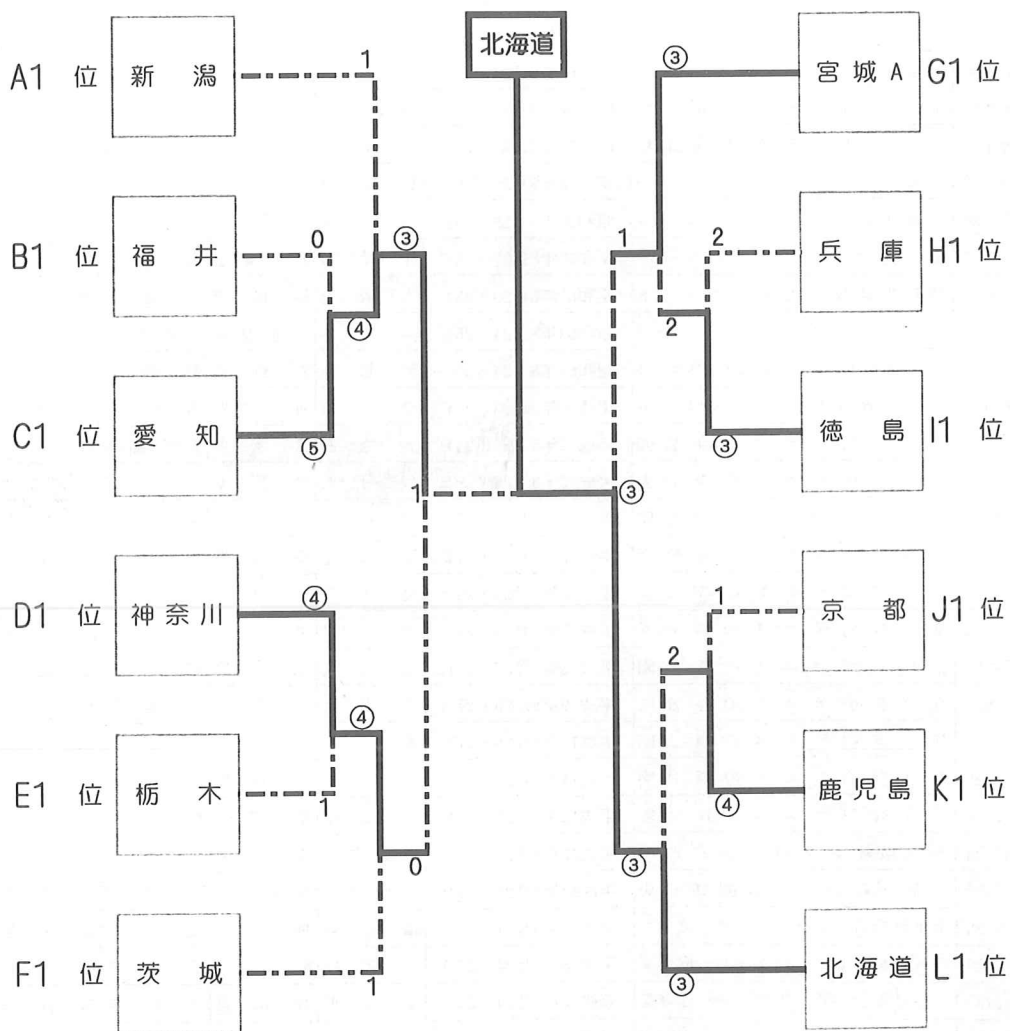 北海道
A1 位 新潟
1
③
宮城A G1 位
B1 位 福井
0
③
1
2
兵庫 H1 位
④
2
C1 位 愛知
⑤
③
徳島 I1 位
1
③
D1 位 神奈川
④
1
京都 J1 位
④
2
E1 位 栃木
1
④
鹿児島 K1 位
0
③
F1 位 茨城
1
③
北海道 L1 位